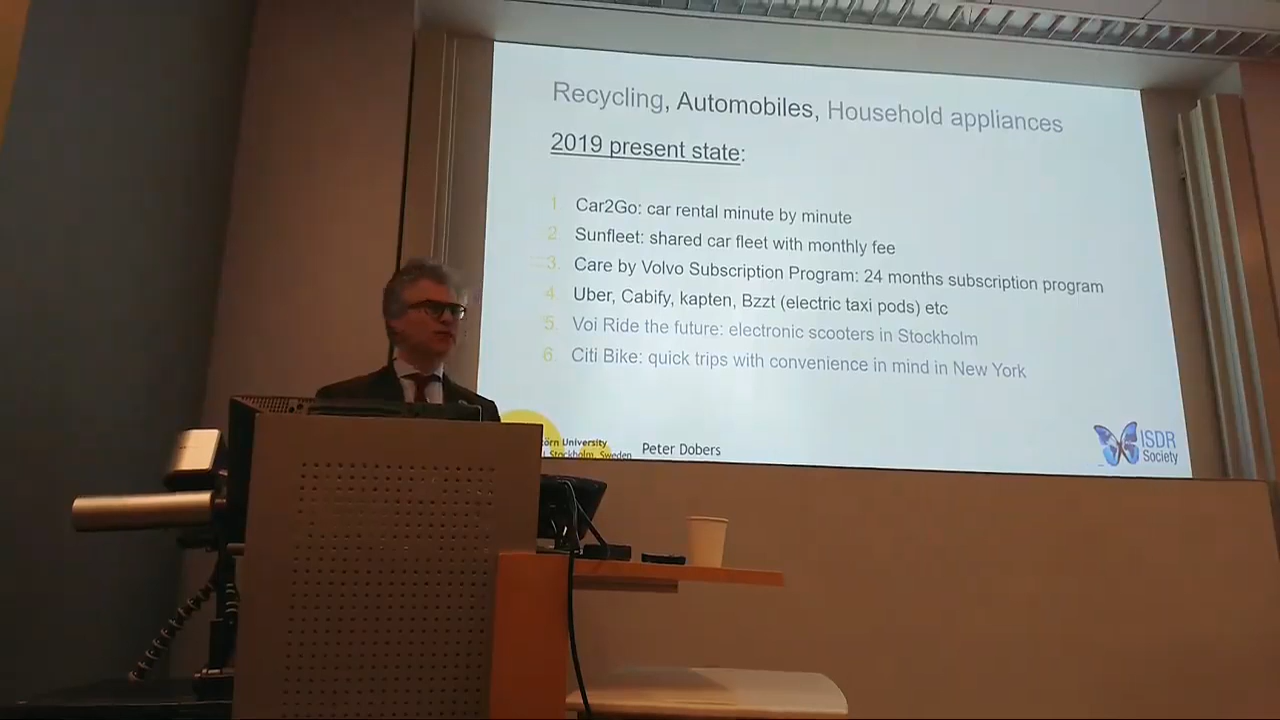 Recycling, Automobiles, Household appliances
2019 present state:
1 Car2Go: car rental minute by minute
2 Sunfleet: shared car fleet with monthly fee
3. Care by Volvo Subscription Program: 24 months subscription program
4 Uber, Cabify, kapten, Bzzt (electric taxi pods) etc
5. Voi Ride the future: electronic scooters in Stockholm
6. Citi Bike: quick trips with convenience in mind in New York
örn University
Stockholm, Sweden
Peter Dobers
ISDR
Society